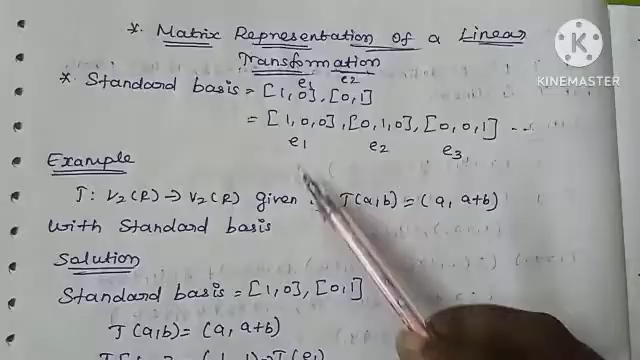 * Matrix Representation of a Linear
Transformation
e1 e2
* Standard basis = [1, 0], [0, 1]
= [1, 0, 0], [0, 1, 0], [0, 0, 1] ...
e1 e2 e3
Example
T: V2(R) → V2(R) given T(a,b) = (a, a+b)
with standard basis
Solution
Standard basis = [1, 0], [0, 1]
T(a,b) = (a, a+b)
K
KINEMASTER